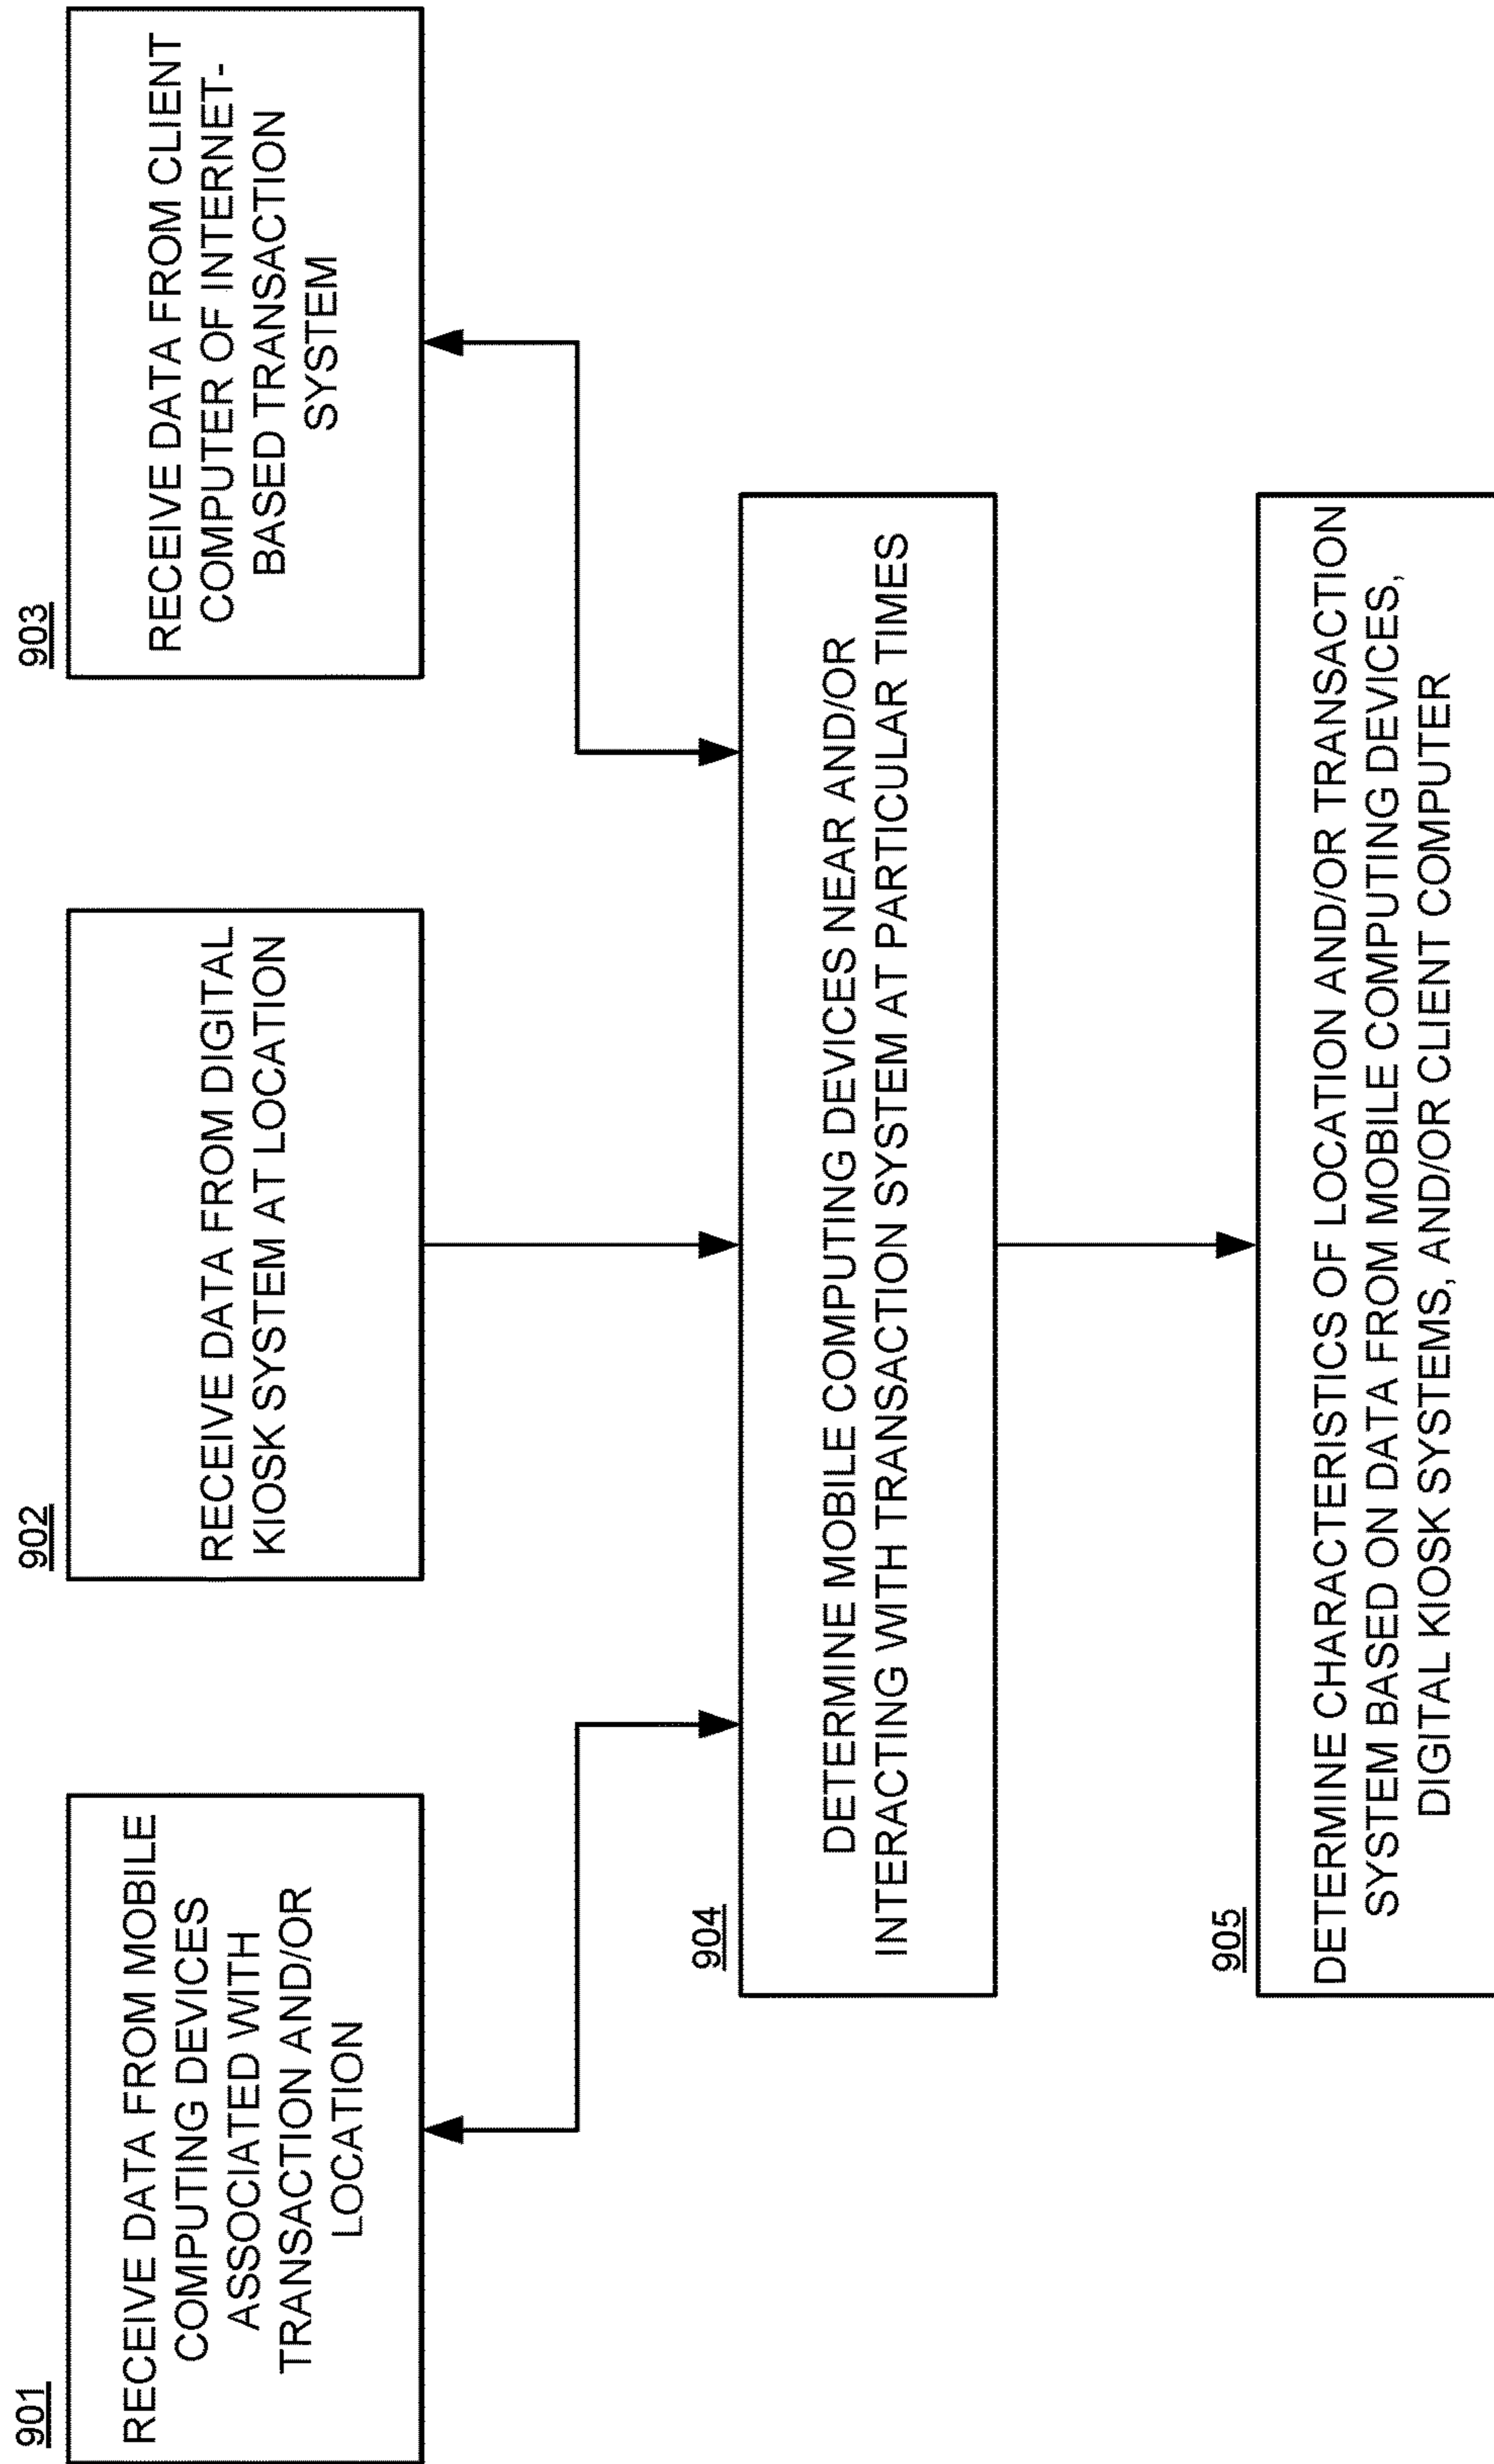 901
RECEIVE DATA FROM MOBILE
COMPUTING DEVICES
ASSOCIATED WITH
TRANSACTION AND/OR
LOCATION
902
RECEIVE DATA FROM DIGITAL
KIOSK SYSTEM AT LOCATION
903
RECEIVE DATA FROM CLIENT
COMPUTER OF INTERNET-
BASED TRANSACTION
SYSTEM
904
DETERMINE MOBILE COMPUTING DEVICES NEAR AND/OR
INTERACTING WITH TRANSACTION SYSTEM AT PARTICULAR TIMES
905
DETERMINE CHARACTERISTICS OF LOCATION AND/OR TRANSACTION
SYSTEM BASED ON DATA FROM MOBILE COMPUTING DEVICES,
DIGITAL KIOSK SYSTEMS, AND/OR CLIENT COMPUTER